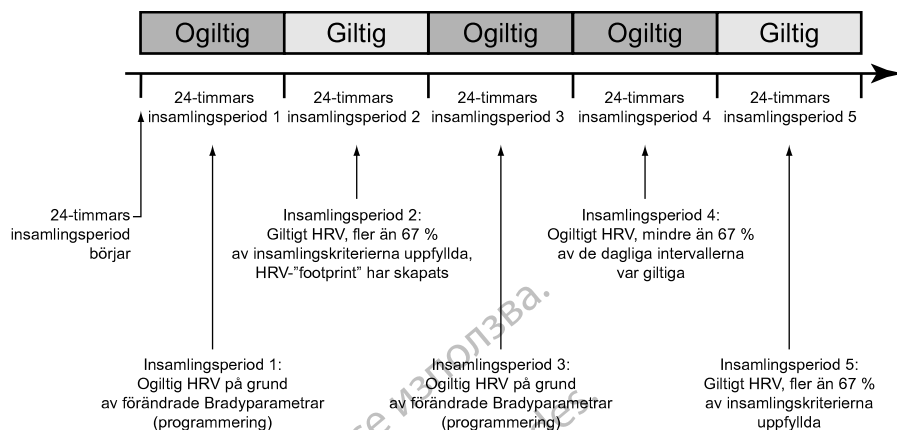 Ogiltig Giltig Ogiltig Ogiltig Giltig
24-timmars insamlingsperiod 1
24-timmars insamlingsperiod 2
24-timmars insamlingsperiod 3
24-timmars insamlingsperiod 4
24-timmars insamlingsperiod 5
24-timmars
insamlingsperiod
börjar
Insamlingsperiod 2:
Giltigt HRV, fler än 67 %
av insamlingskriterierna uppfyllda,
HRV-”footprint” har skapats
Insamlingsperiod 4:
Ogiltigt HRV, mindre än 67 %
av de dagliga intervallerna
var giltiga
Insamlingsperiod 1:
Ogiltig HRV på grund
av förändrade Bradyparametrar
(programmering)
Insamlingsperiod 3:
Ogiltig HRV på grund
av förändrade Bradyparametrar
(programmering)
Insamlingsperiod 5:
Giltigt HRV, fler än 67 %
av insamlingskriterierna
uppfyllda
използва.